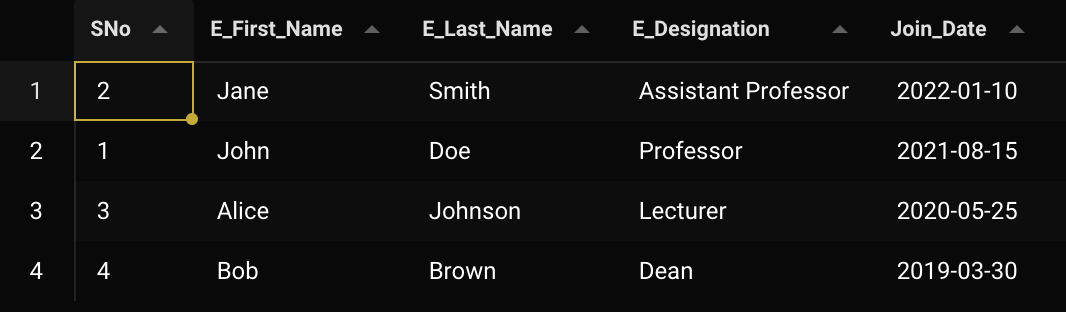 SNo E_First_Name E_Last_Name E_Designation Join_Date
1 2 Jane Smith Assistant Professor 2022-01-10
2 1 John Doe Professor 2021-08-15
3 3 Alice Johnson Lecturer 2020-05-25
4 4 Bob Brown Dean 2019-03-30